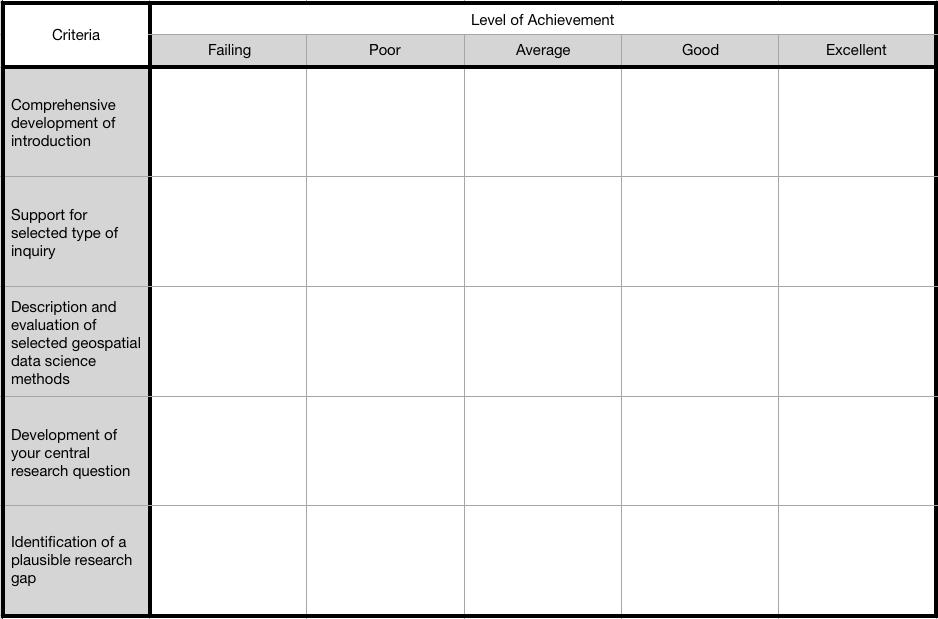 Criteria
Level of Achievement
Failing
Poor
Average
Good
Excellent
Comprehensive
development of
introduction
Support for
selected type of
inquiry
Description and
evaluation of
selected geospatial
data science
methods
Development of
your central
research question
Identification of a
plausible research
gap